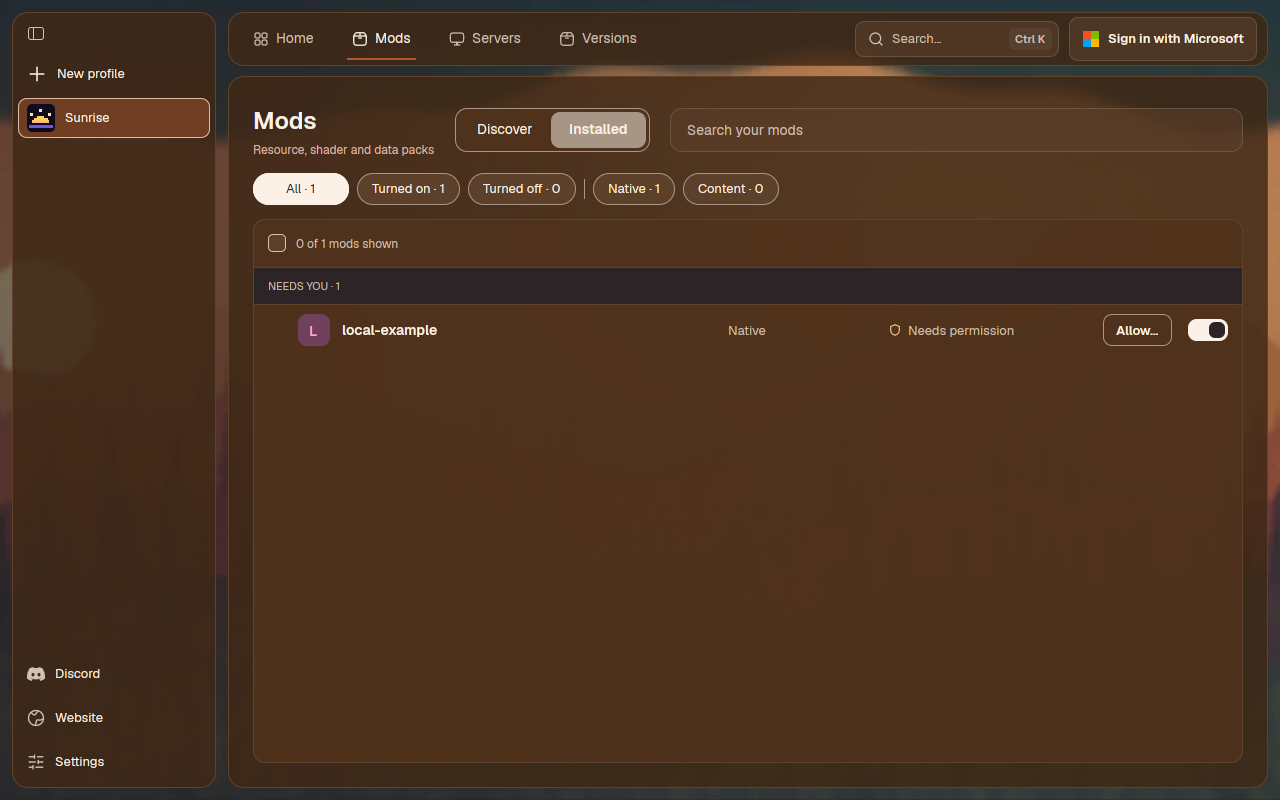 New profile
Sunrise
Discord
Website
Settings
Home
Mods
Servers
Versions
Search...
Ctrl K
Sign in with Microsoft
Mods
Resource, shader and data packs
Discover
Installed
Search your mods
All · 1
Turned on · 1
Turned off · 0
Native · 1
Content · 0
0 of 1 mods shown
NEEDS YOU · 1
L
local-example
Native
Needs permission
Allow...